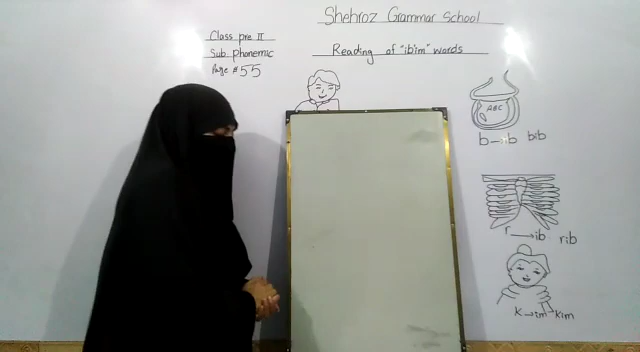 Shehroz Grammar School
Class pre II
Sub phonemic
Page # 55
Reading of "ib im" words
ABC
b→ib bib
r→ib rib
k→im→kim